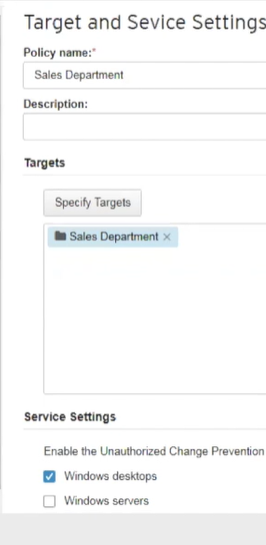 Target and Sevice Settings
Policy name:*
Sales Department
Description:
Targets
Specify Targets
Sales Department ×
Service Settings
Enable the Unauthorized Change Prevention
Windows desktops
Windows servers